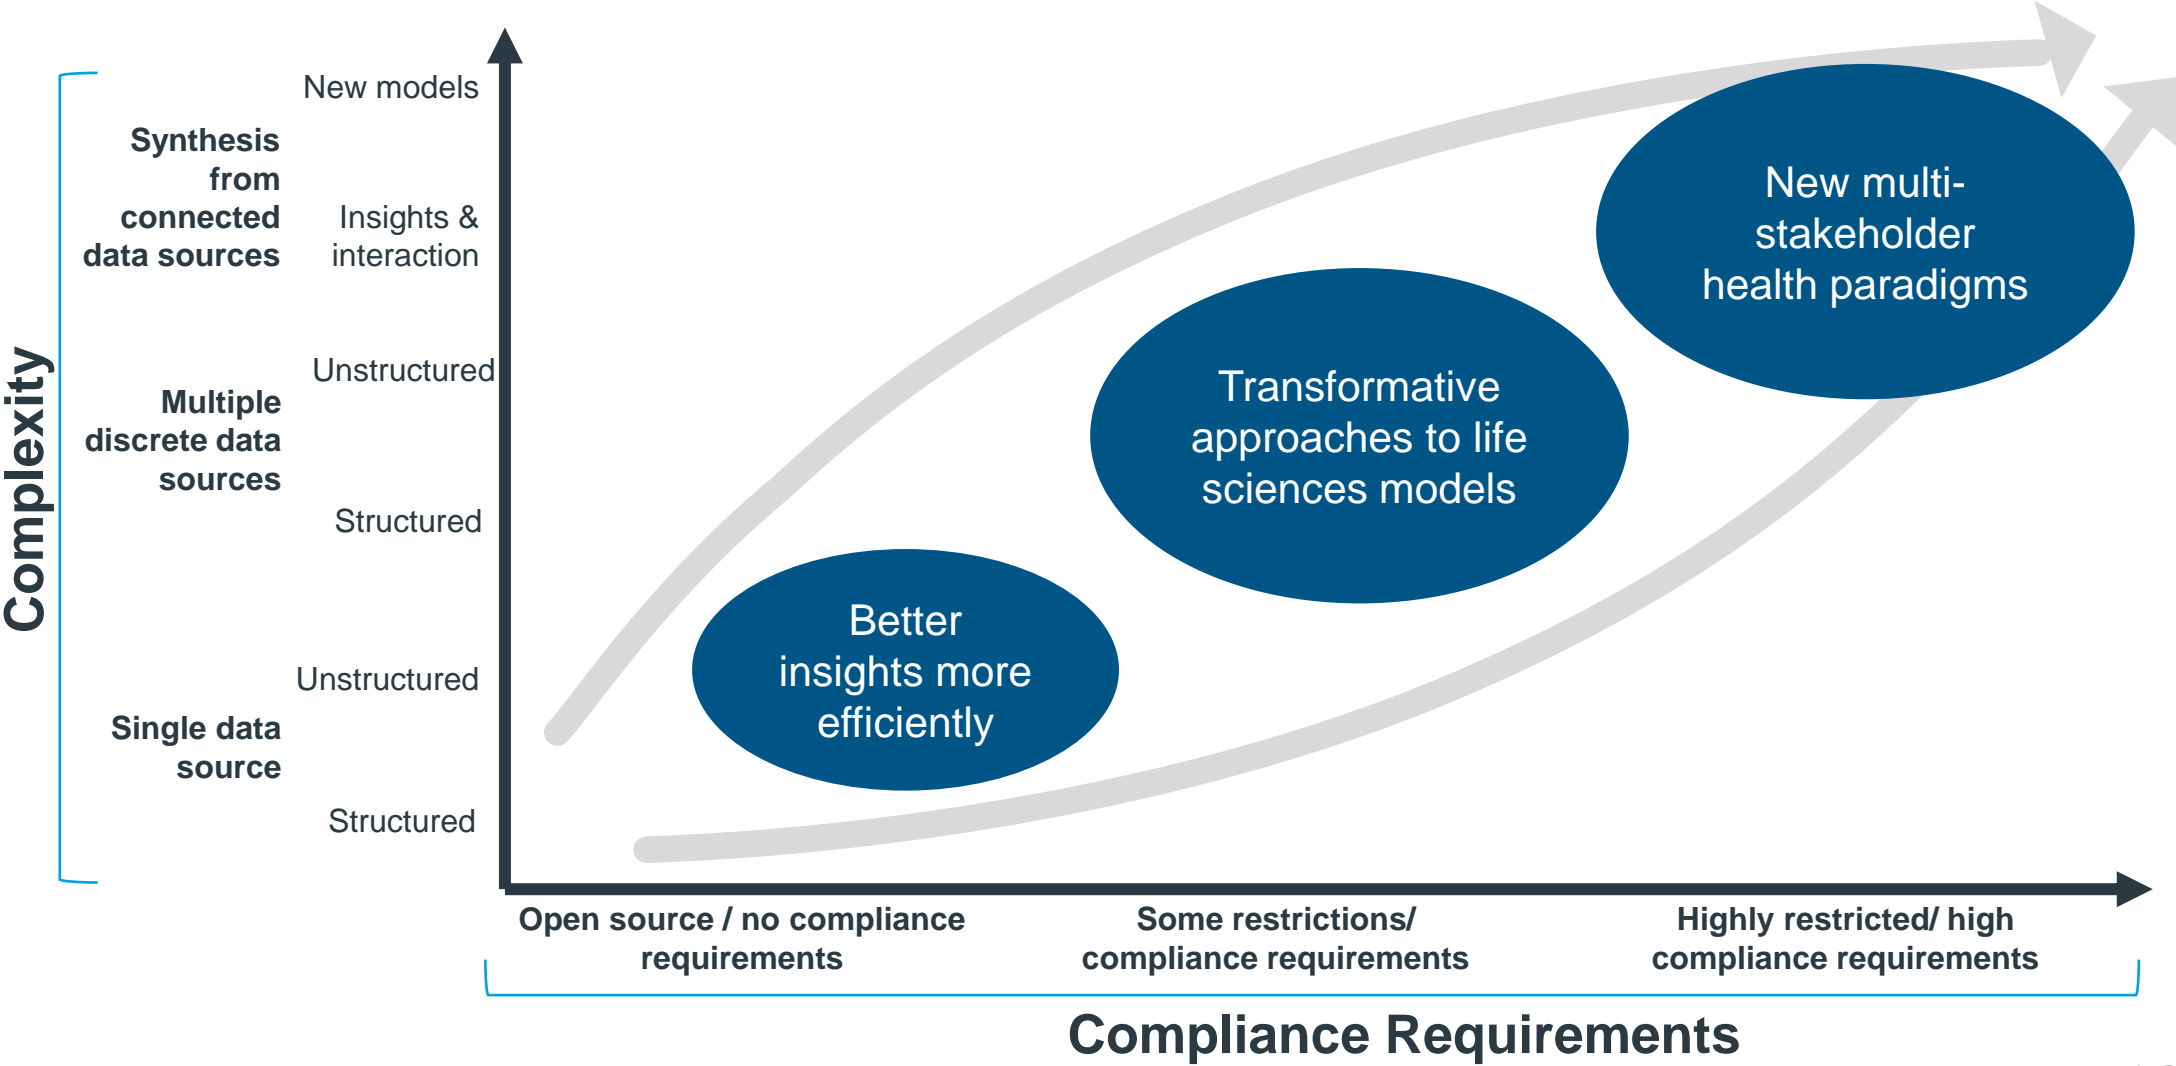 Complexity
New models
Synthesis
from
connected
data sources
Insights &
interaction
Unstructured
Multiple
discrete data
sources
Structured
Unstructured
Single data
source
Structured
New multi-
stakeholder
health paradigms
Transformative
approaches to life
sciences models
Better
insights more
efficiently
Open source / no compliance
requirements
Some restrictions/
compliance requirements
Highly restricted/ high
compliance requirements
Compliance Requirements